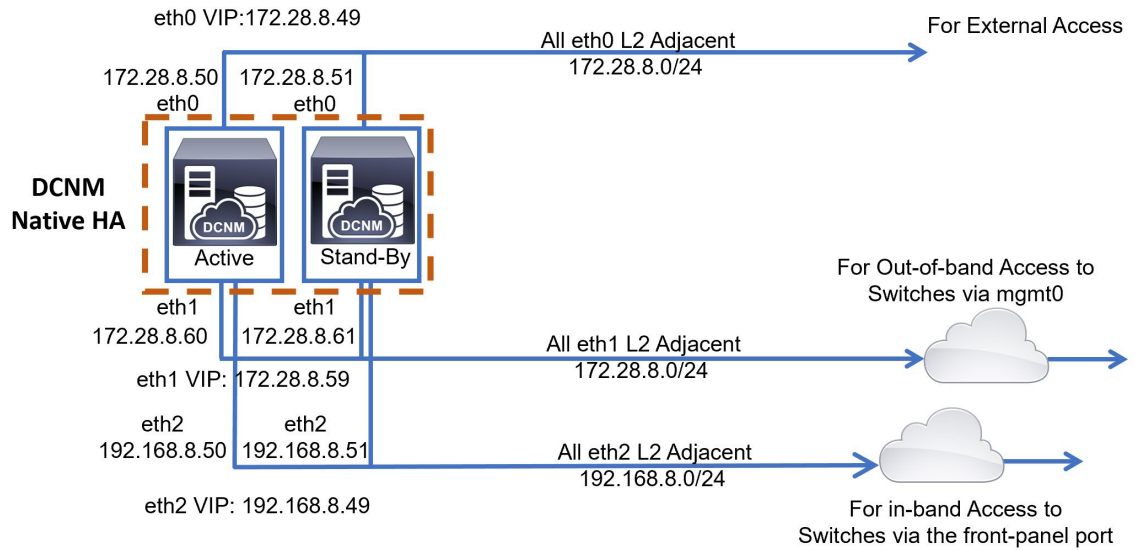 eth0 VIP:172.28.8.49
For External Access
All eth0 L2 Adjacent
172.28.8.0/24
172.28.8.50
172.28.8.51
eth0
eth0
DCNM
Native HA
DCNM
DCNM
Active
Stand-By
For Out-of-band Access to
Switches via mgmt0
eth1
eth1
172.28.8.60
172.28.8.61
All eth1 L2 Adjacent
172.28.8.0/24
eth1 VIP: 172.28.8.59
eth2
eth2
192.168.8.50
192.168.8.51
All eth2 L2 Adjacent
192.168.8.0/24
eth2 VIP: 192.168.8.49
For in-band Access to
Switches via the front-panel port